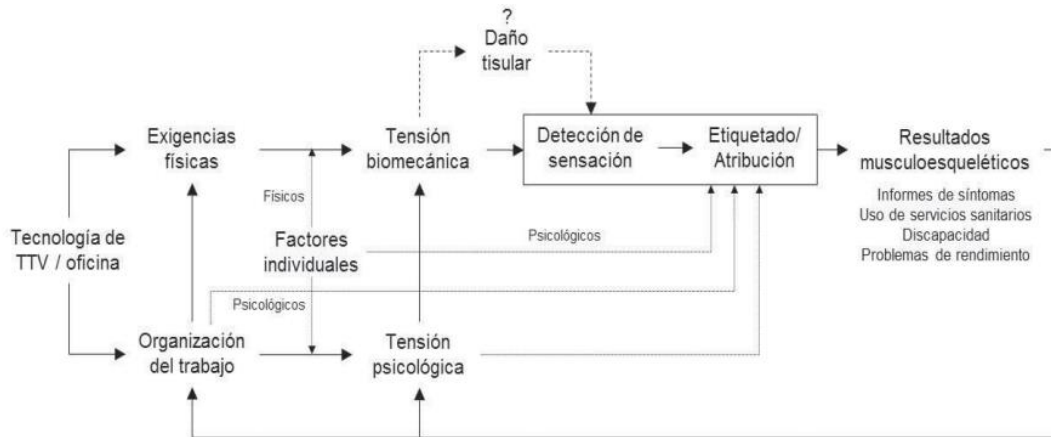 ?
Daño
tisular
Exigencias
físicas
Tensión
biomecánica
Detección de
sensación
Etiquetado/
Atribución
Resultados
musculoesqueléticos
Informes de síntomas
Uso de servicios sanitarios
Discapacidad
Problemas de rendimiento
Físicos
Tecnología de
TTV / oficina
Factores
individuales
Psicológicos
Psicológicos
Organización
del trabajo
Tensión
psicológica